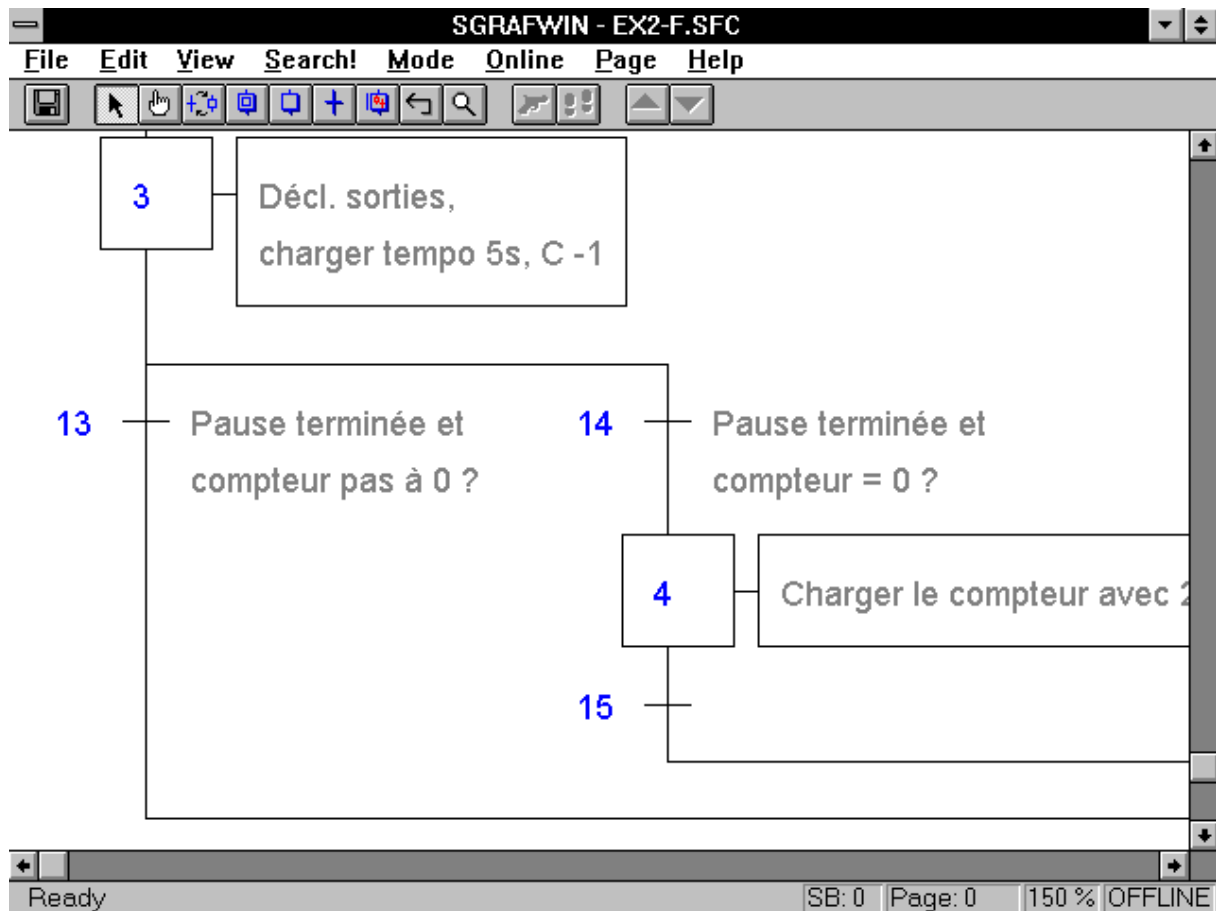 SGRAFWIN - EX2-F.SFC
File Edit View Search! Mode Online Page Help
3
Décl. sorties,
charger tempo 5s, C -1
13
Pause terminée et
compteur pas à 0 ?
14
Pause terminée et
compteur = 0 ?
4
Charger le compteur avec
15
Ready
SB: 0 Page: 0 150 % OFFLINE